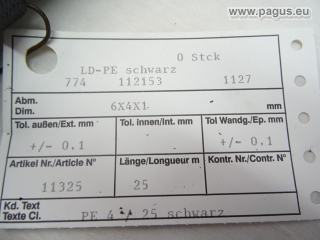 www.pagus.eu
0 Stck
LD-PE schwarz
774 112153 1127
Abm.
Dim. 6X4X1 mm
Tol. außen/Ext. mm Tol. innen/Int. mm Tol Wandg./Ep. mm
+/- 0.1 +/- 0.1
Artikel Nr./Article N° Länge/Longueur m Kontr. Nr./Contr. N°
11325 25
Kd. Text
Texte Cl. PE 4 / 25 schwarz